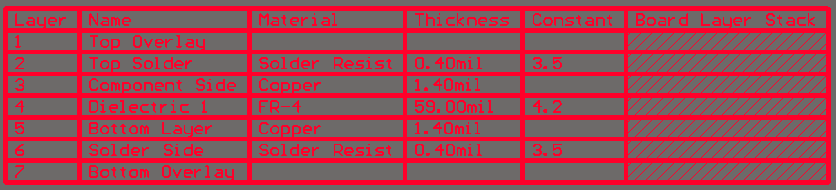 Layer Name Material Thickness Constant Board Layer Stack
1 Top Overlay
2 Top Solder Solder Resist 0.40mil 3.5
3 Component Side Copper 1.40mil
4 Dielectric 1 FR-4 59.00mil 4.2
5 Bottom Layer Copper 1.40mil
6 Solder Side Solder Resist 0.40mil 3.5
7 Bottom Overlay